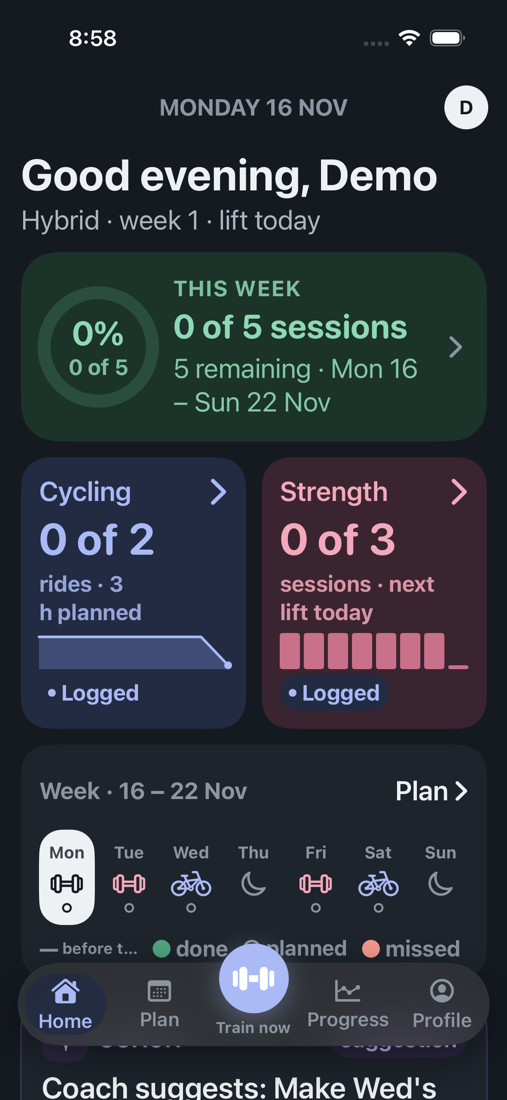 8:58
MONDAY 16 NOV
D
Good evening, Demo
Hybrid · week 1 · lift today
0%
0 of 5
THIS WEEK
0 of 5 sessions
5 remaining · Mon 16
– Sun 22 Nov
Cycling
0 of 2
rides · 3
h planned
• Logged
Strength
0 of 3
sessions · next
lift today
• Logged
Week · 16 – 22 Nov
Plan
Mon Tue Wed Thu Fri Sat Sun
— before t... done planned missed
Home
Plan
Train now
Progress
Profile
Coach suggests: Make Wed's